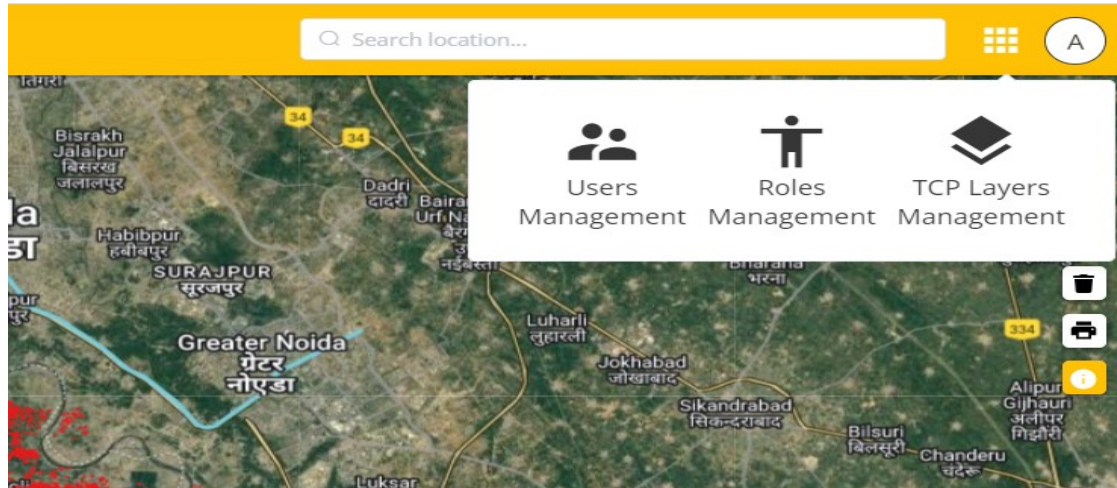 Search location...
A
Users
Management
Roles
Management
TCP Layers
Management
34
34
Bisrakh
Jalalpur
बिसरख
जलालपुर
Dadri
दादरी
Habibpur
हबीबपुर
SURAJPUR
सूरजपुर
Bharana
भरना
Greater Noida
ग्रेटर
नोएडा
Luharli
लुहारली
334
Jokhabad
जोखाबाद
Sikandrabad
सिकन्दराबाद
Alipur
Gijhauri
अलीपुर
गिझौरी
Bilsuri
बिलसूरी
Chanderu
चंदेरू
Luksar